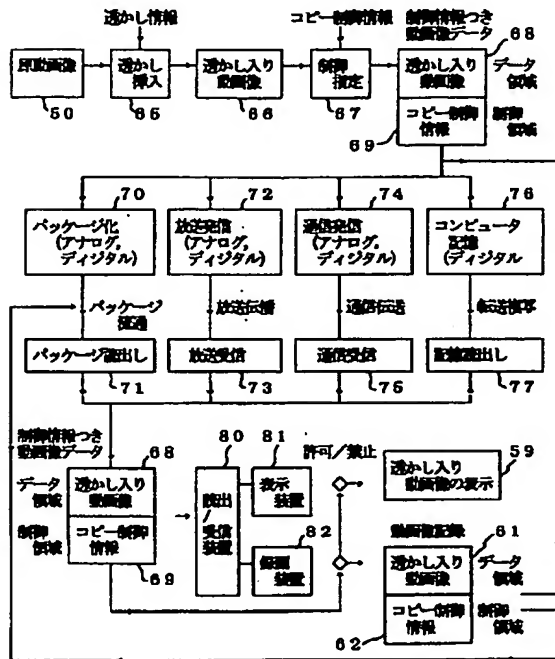 透かし情報
コピー制御情報
制御情報つき
動画像データ
原動画像
50
透かし
挿入
65
透かし入り
動画像
66
制御
指定
67
透かし入り
動画像
68
データ
領域
コピー制御
情報
69
制御
領域
70
パッケージ化
(アナログ,
ディジタル)
72
放送発信
(アナログ,
ディジタル)
74
通信発信
(アナログ,
ディジタル)
76
コンピュータ
記録
(ディジタル
パッケージ
流通
放送伝播
通信伝送
転送複写
パッケージ読出し
71
放送受信
73
通信受信
75
記録読出し
77
制御情報つき
動画像データ
68
データ
領域
透かし入り
動画像
制御
領域
コピー制御
情報
69
80
読出
/
受信
装置
81
表示
装置
82
録画
装置
許可/禁止
59
透かし入り
動画像の表示
動画像記録
61
透かし入り
動画像
データ
領域
コピー制御
情報
制御
領域
62